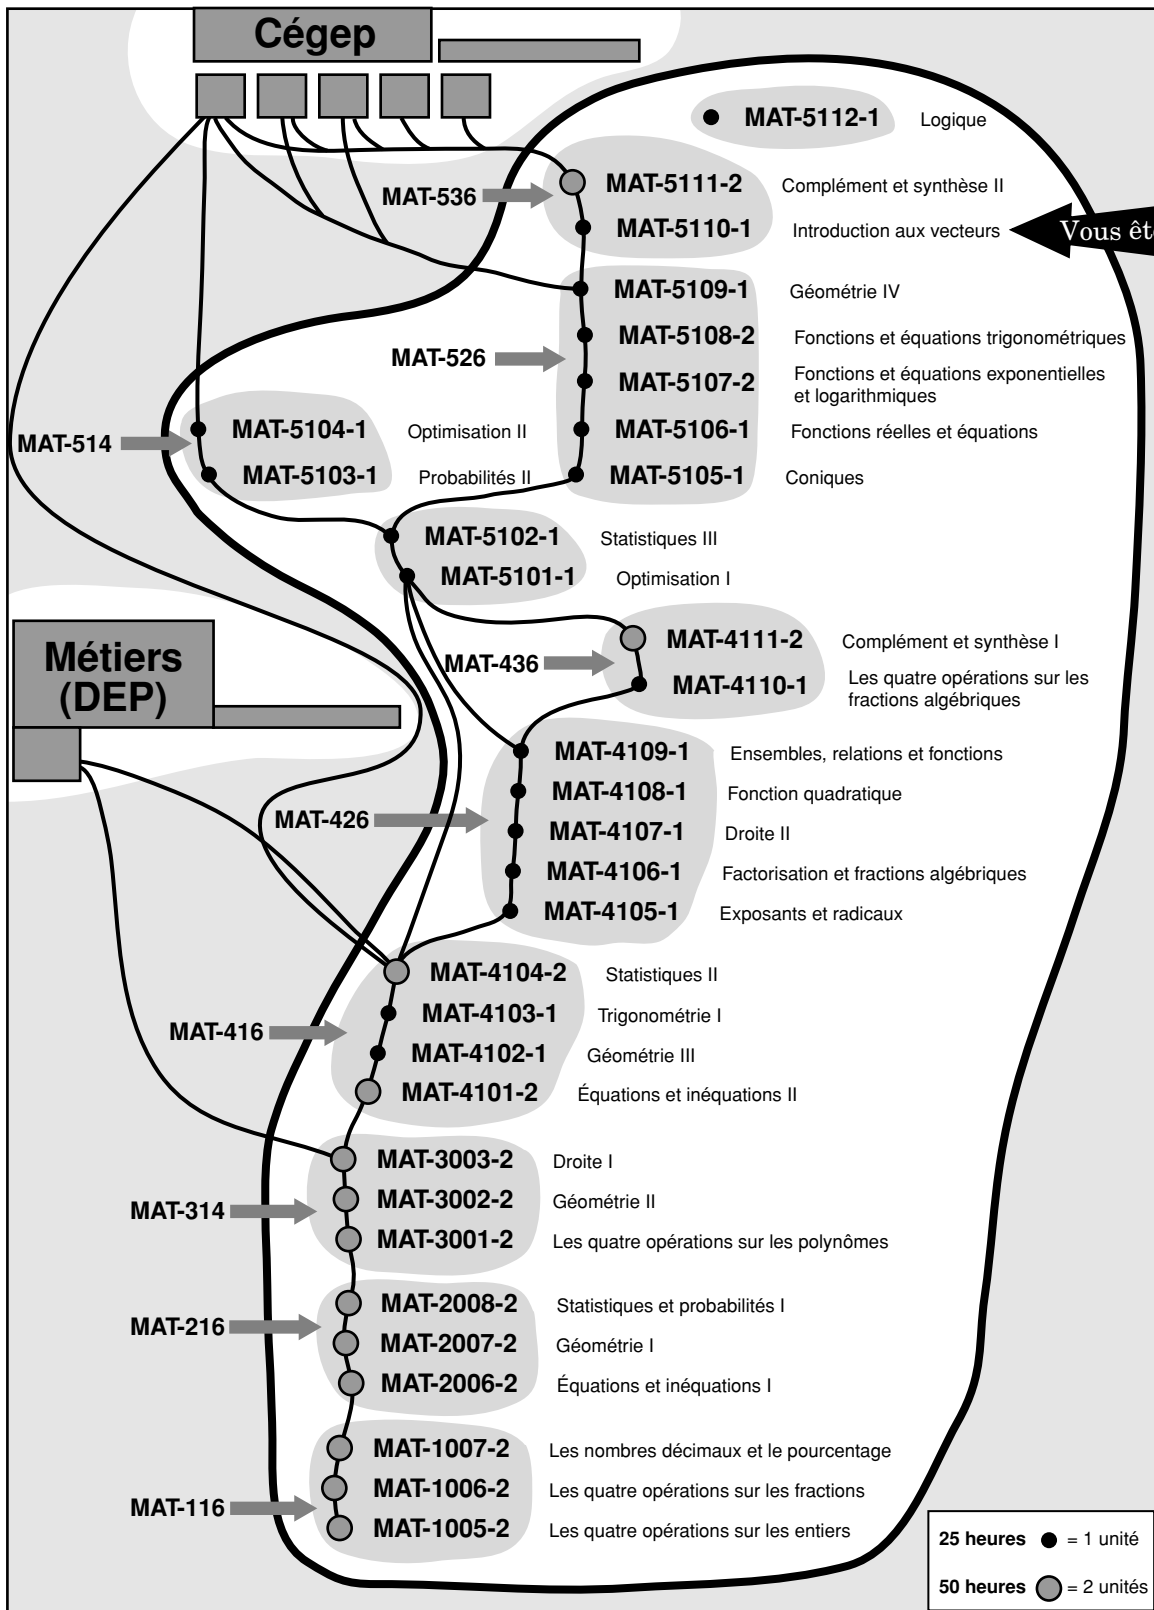 Cégep
MAT-5112-1 Logique
MAT-536
MAT-5111-2 Complément et synthèse II
MAT-5110-1 Introduction aux vecteurs
Vous
MAT-5109-1 Géométrie IV
MAT-5108-2 Fonctions et équations trigonométriques
MAT-526
MAT-5107-2 Fonctions et équations exponentielles
et logarithmiques
MAT-5106-1 Fonctions réelles et équations
MAT-5105-1 Coniques
MAT-514
MAT-5104-1 Optimisation II
MAT-5103-1 Probabilités II
MAT-5102-1 Statistiques III
MAT-5101-1 Optimisation I
Métiers
(DEP)
MAT-436
MAT-4111-2 Complément et synthèse I
MAT-4110-1 Les quatre opérations sur les
fractions algébriques
MAT-4109-1 Ensembles, relations et fonctions
MAT-4108-1 Fonction quadratique
MAT-426
MAT-4107-1 Droite II
MAT-4106-1 Factorisation et fractions algébriques
MAT-4105-1 Exposants et radicaux
MAT-4104-2 Statistiques II
MAT-4103-1 Trigonométrie I
MAT-416
MAT-4102-1 Géométrie III
MAT-4101-2 Équations et inéquations II
MAT-3003-2 Droite I
MAT-3002-2 Géométrie II
MAT-314
MAT-3001-2 Les quatre opérations sur les polynômes
MAT-2008-2 Statistiques et probabilités I
MAT-216
MAT-2007-2 Géométrie I
MAT-2006-2 Équations et inéquations I
MAT-1007-2 Les nombres décimaux et le pourcentage
MAT-1006-2 Les quatre opérations sur les fractions
MAT-116
MAT-1005-2 Les quatre opérations sur les entiers
25 heures = 1 unité
50 heures = 2 unités